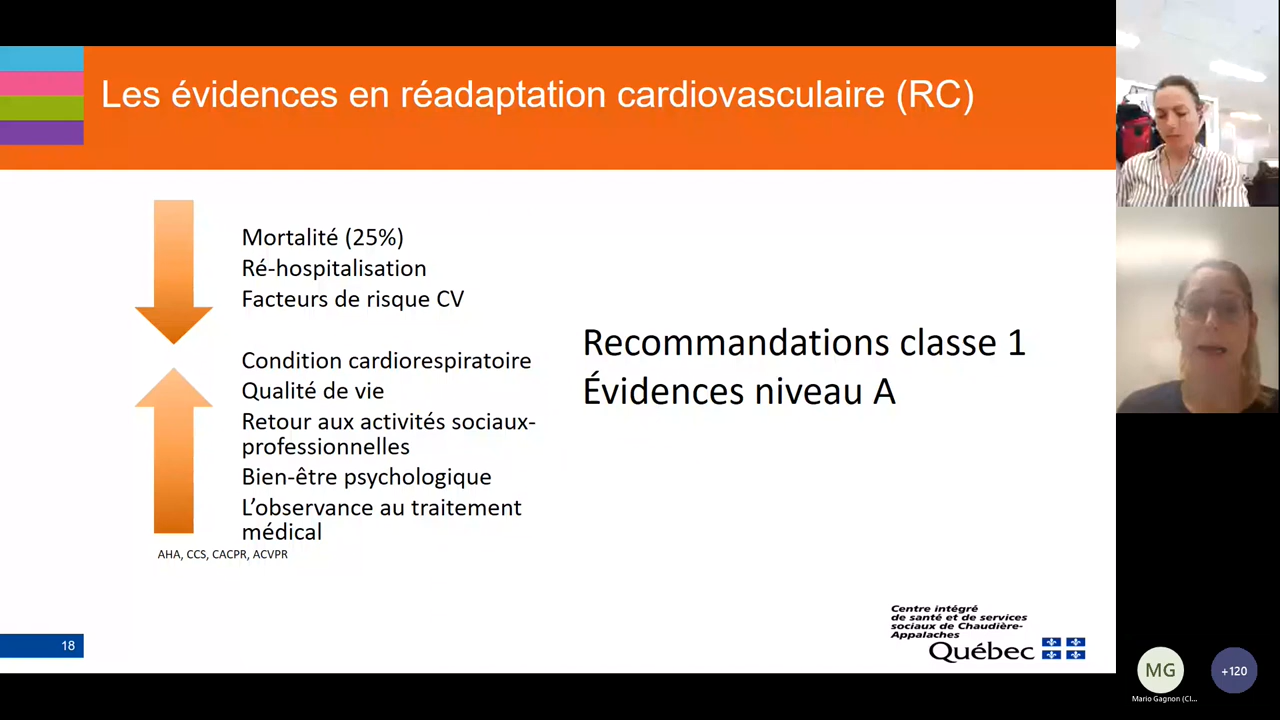 Les évidences en réadaptation cardiovasculaire (RC)
Mortalité (25%)
Ré-hospitalisation
Facteurs de risque CV
Condition cardiorespiratoire
Qualité de vie
Retour aux activités sociaux-
professionnelles
Bien-être psychologique
L’observance au traitement
médical
AHA, CCS, CACPR, ACVPR
Recommandations classe 1
Évidences niveau A
18
Centre intégré
de santé et de services
sociaux de Chaudière-
Appalaches
Québec
MG
+120
Mario Gagnon (CI...